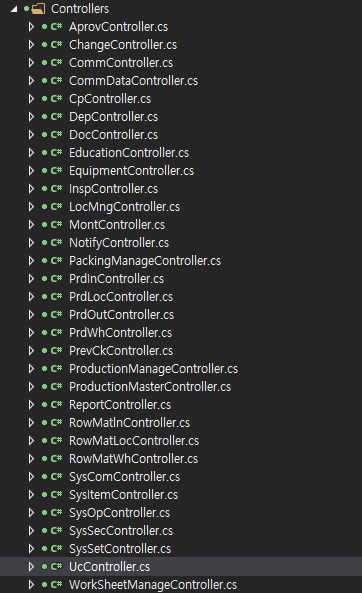 Controllers
C# AprovController.cs
C# ChangeController.cs
C# CommController.cs
C# CommDataController.cs
C# CpController.cs
C# DepController.cs
C# DocController.cs
C# EducationController.cs
C# EquipmentController.cs
C# InspController.cs
C# LocMngController.cs
C# MontController.cs
C# NotifyController.cs
C# PackingManageController.cs
C# PrdInController.cs
C# PrdLocController.cs
C# PrdOutController.cs
C# PrdWhController.cs
C# PrevCkController.cs
C# ProductionManageController.cs
C# ProductionMasterController.cs
C# ReportController.cs
C# RowMatInController.cs
C# RowMatLocController.cs
C# RowMatWhController.cs
C# SysComController.cs
C# SysItemController.cs
C# SysOpController.cs
C# SysSecController.cs
C# SysSetController.cs
C# UcController.cs
C# WorkSheetManageController.cs